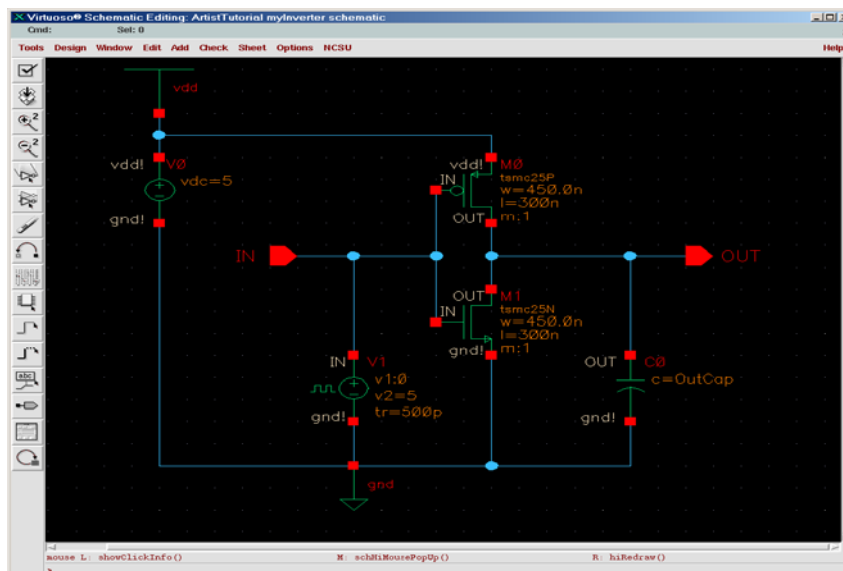 Virtuoso® Schematic Editing: ArtistTutorial myInverter schematic
Cmd: Sel: 0
Tools Design Window Edit Add Check Sheet Options NCSU Help
vdd
vdd! V0
vdc=5
gnd!
vdd! M0
tsmc25P
IN
w=450.0n
l=300n
OUT m:1
IN
OUT
OUT M1
tsmc25N
IN
w=450.0n
l=300n
gnd! m:1
IN V1
v1:0
v2=5
gnd! tr=500p
OUT C0
c=OutCap
gnd!
gnd
mouse L: showClickInfo() M: schHiMousePopUp() R: hiRedraw()
>